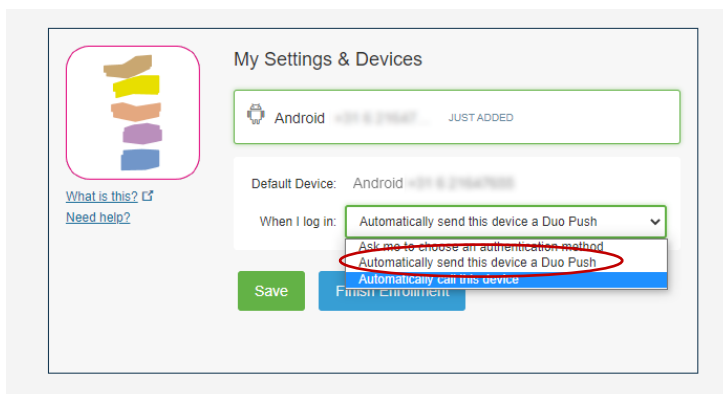 My Settings & Devices
Android JUST ADDED
What is this?
Need help?
Default Device: Android
When I log in: Automatically send this device a Duo Push
Ask me to choose an authentication method
Automatically send this device a Duo Push
Automatically call this device
Save Finish Enrollment